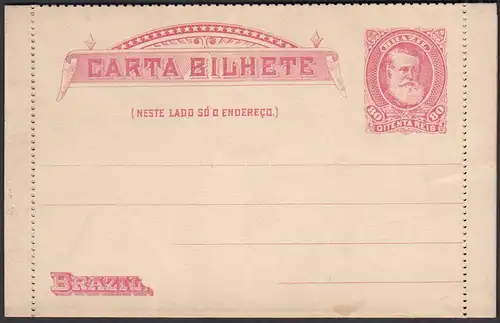 CARTA BILHETE
(NESTE LADO SÓ O ENDEREÇO.)
BRAZIL
80 OITENTA REIS 80
BRAZIL.